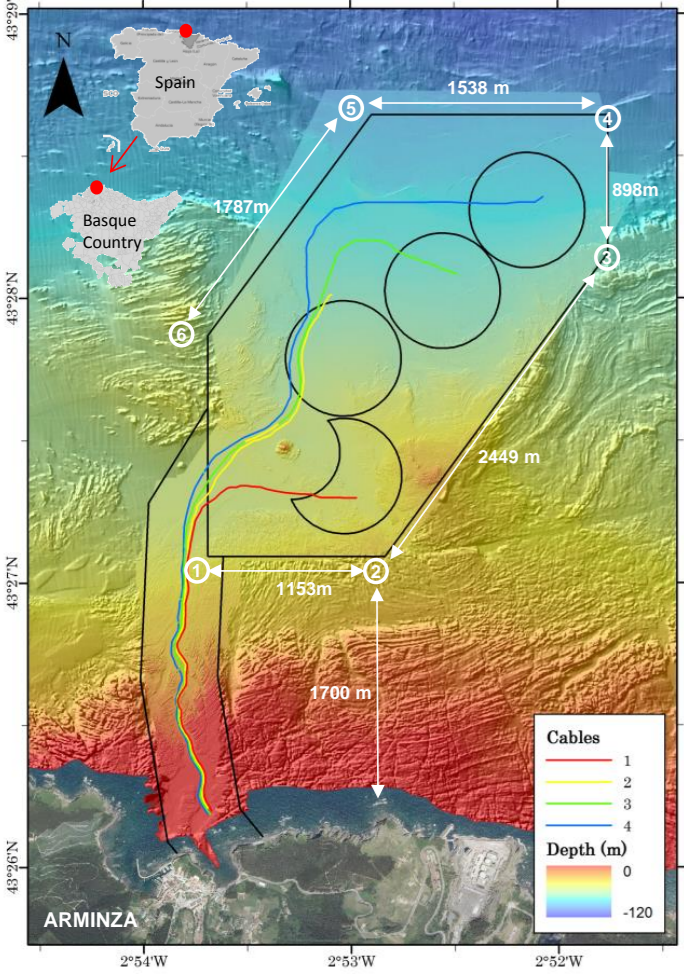 43°29'N
N
Spain
Basque
Country
1538 m
5
4
898m
1787m
3
43°28'N
6
2449 m
1
2
1153m
43°27'N
1700 m
Cables
1
2
3
4
Depth (m)
0
-120
43°26'N
ARMINZA
2°54'W
2°53'W
2°52'W